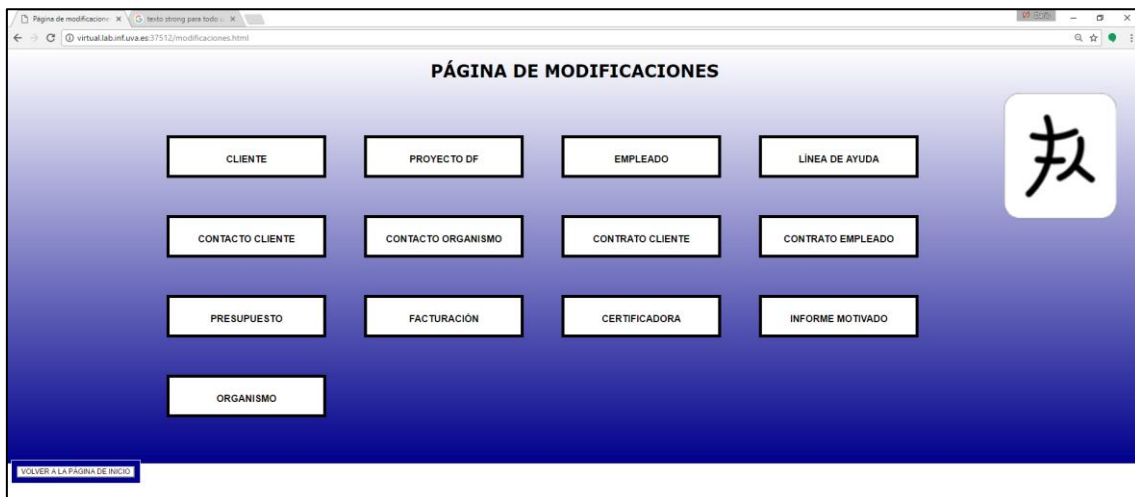 Página de modificacione
texto strong para todo u
virtual.lab.inf.uva.es:37512/modificaciones.html
PÁGINA DE MODIFICACIONES
CLIENTE PROYECTO DF EMPLEADO LÍNEA DE AYUDA
CONTACTO CLIENTE CONTACTO ORGANISMO CONTRATO CLIENTE CONTRATO EMPLEADO
PRESUPUESTO FACTURACIÓN CERTIFICADORA INFORME MOTIVADO
ORGANISMO
VOLVER A LA PÁGINA DE INICIO